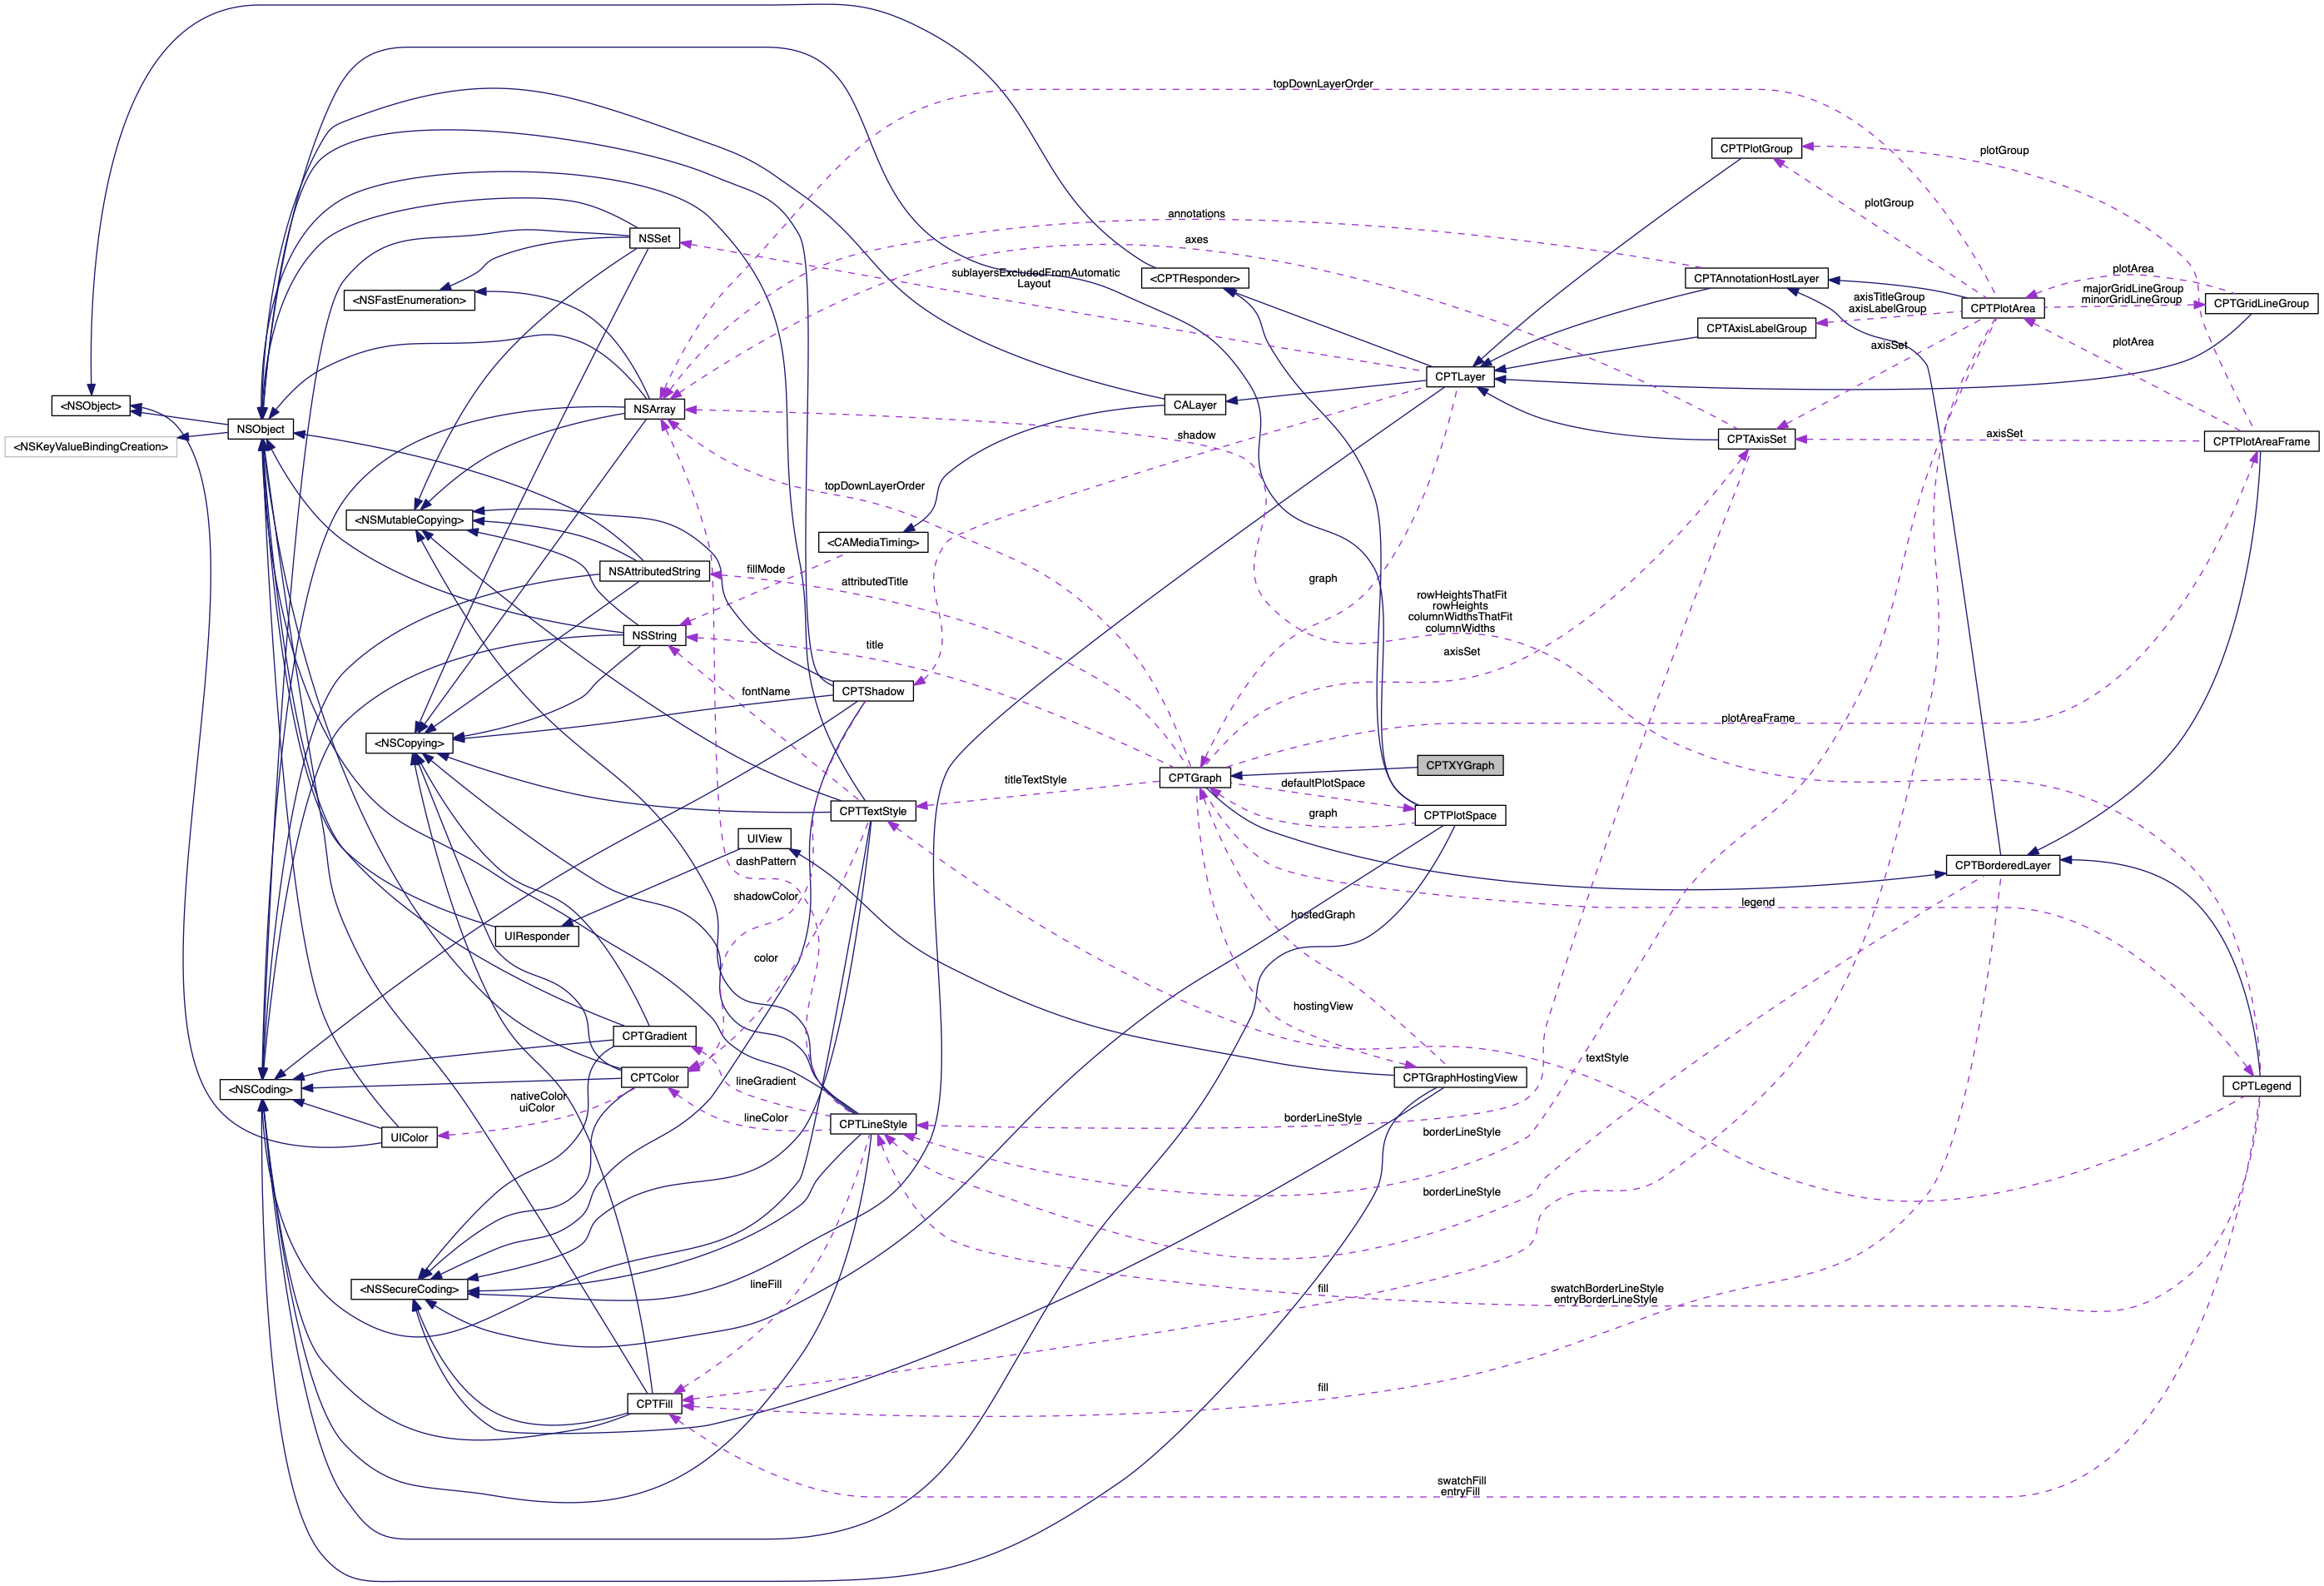 topDownLayerOrder
CPTPlotGroup
plotGroup
plotGroup
annotations
NSSet
axes
sublayersExcludedFromAutomatic
Layout
<CPTResponder>
CPTAnnotationHostLayer
plotArea
majorGridLineGroup
minorGridLineGroup
CPTGridLineGroup
<NSFastEnumeration>
axisTitleGroup
axisLabelGroup
CPTPlotArea
CPTAxisLabelGroup
axisSet
plotArea
CPTLayer
<NSObject>
NSArray
CALayer
NSObject
<NSKeyValueBindingCreation>
shadow
CPTAxisSet
axisSet
CPTPlotAreaFrame
topDownLayerOrder
<NSMutableCopying>
<CAMediaTiming>
NSAttributedString
fillMode
attributedTitle
graph
rowHeightsThatFit
rowHeights
columnWidthsThatFit
columnWidths
NSString
title
axisSet
CPTShadow
fontName
plotAreaFrame
<NSCopying>
CPTXYGraph
CPTGraph
titleTextStyle
defaultPlotSpace
CPTTextStyle
graph
CPTPlotSpace
UIView
dashPattern
CPTBorderedLayer
shadowColor
legend
hostedGraph
UIResponder
color
hostingView
CPTGradient
textStyle
<NSCoding>
CPTColor
lineGradient
CPTGraphHostingView
CPTLegend
nativeColor
uiColor
lineColor
CPTLineStyle
borderLineStyle
UIColor
borderLineStyle
borderLineStyle
<NSSecureCoding>
lineFill
fill
swatchBorderLineStyle
entryBorderLineStyle
CPTFill
fill
swatchFill
entryFill